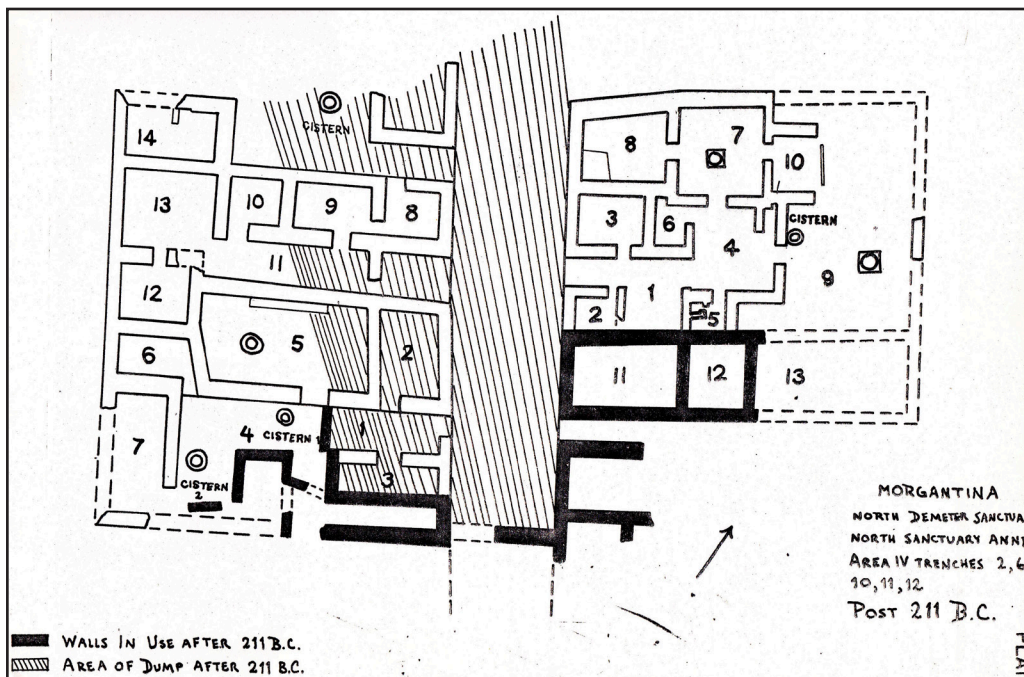 CISTERN
14
13
10
9
8
11
12
5
2
6
7
4
CISTERN 1
1
3
CISTERN
2
8
7
10
3
6
CISTERN
4
9
1
2
5
11
12
13
MORGANTINA
NORTH DEMETER SANCTUA
NORTH SANCTUARY ANN
AREA IV TRENCHES 2, 6
10, 11, 12
POST 211 B.C.
WALLS IN USE AFTER 211 B.C.
AREA OF DUMP AFTER 211 B.C.